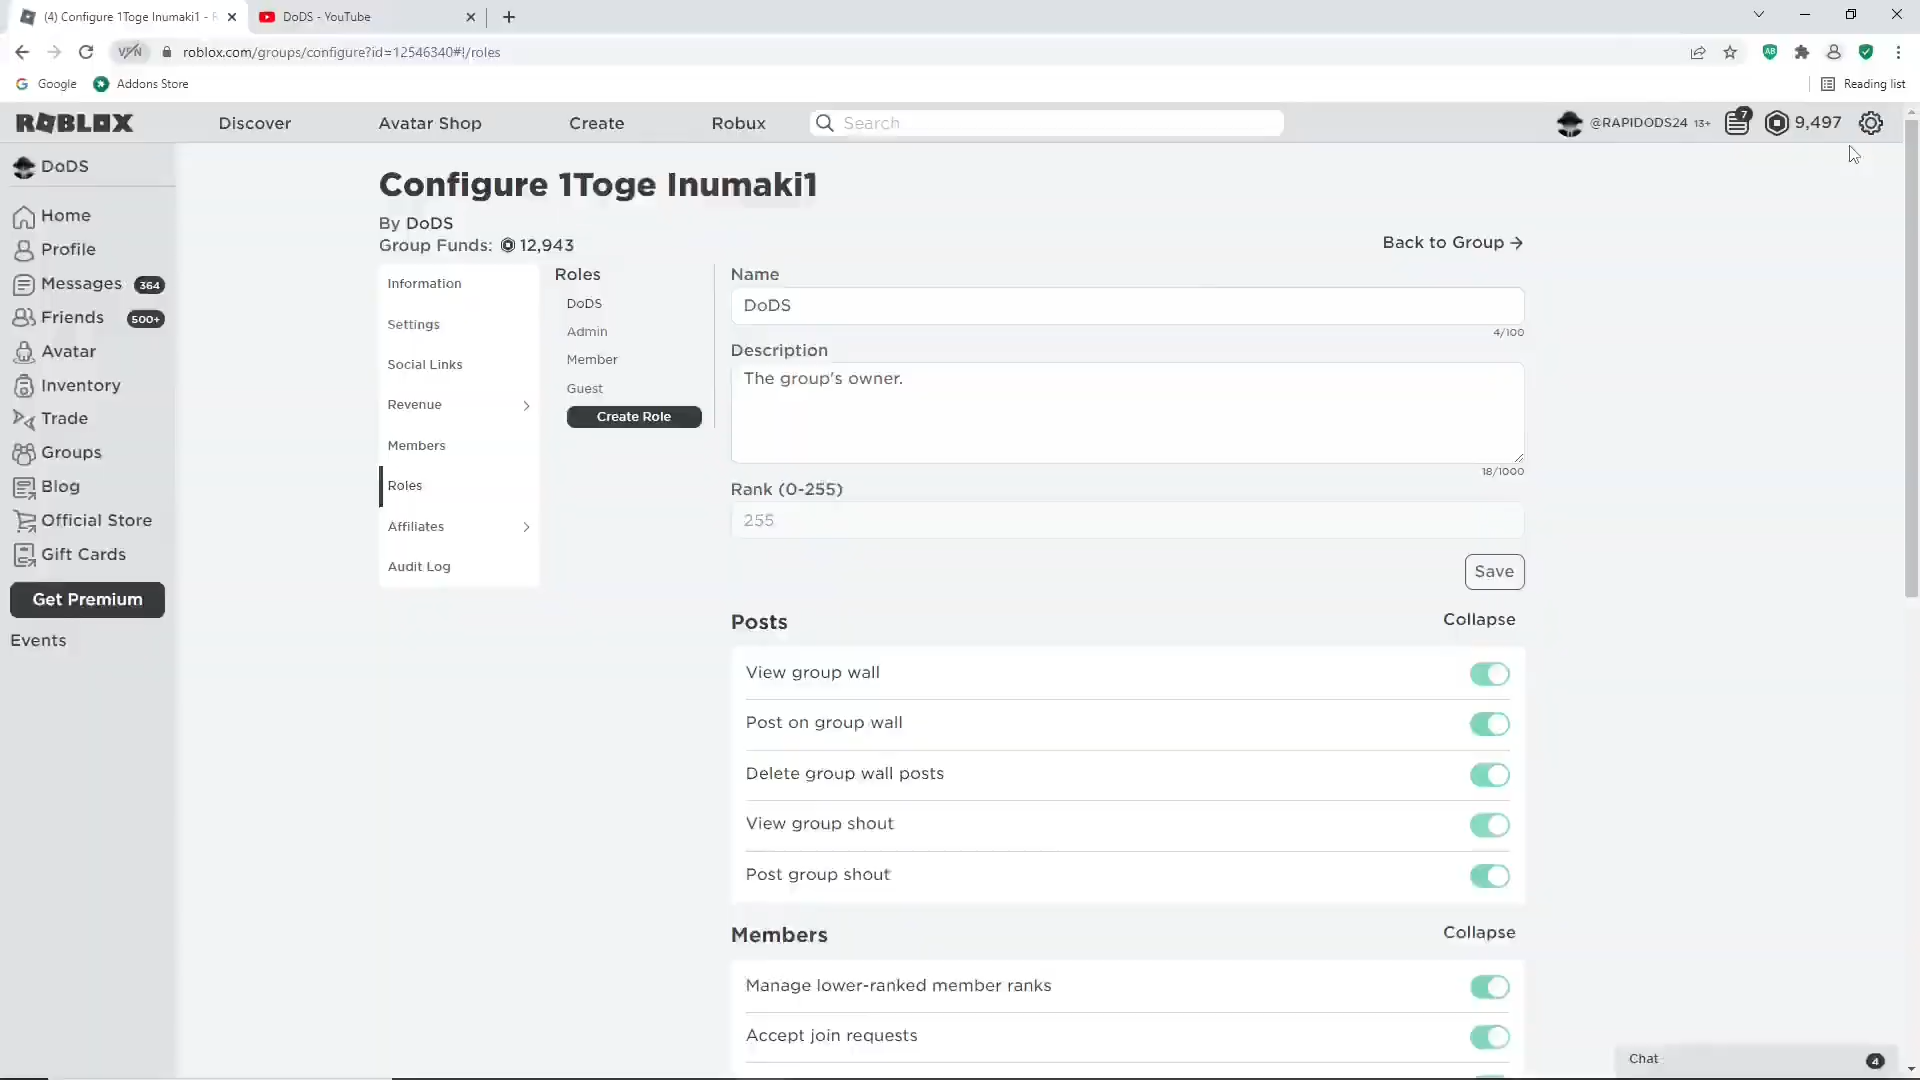 (4) Configure 1Toge Inumaki1 - R
DoDS - YouTube
VPN
roblox.com/groups/configure?id=12546340#!/roles
Google
Addons Store
Reading list
ROBLOX
Discover
Avatar Shop
Create
Robux
Search
@RAPIDODS24 13+
7
9,497
DoDS
Home
Profile
Messages 364
Friends 500+
Avatar
Inventory
Trade
Groups
Blog
Official Store
Gift Cards
Get Premium
Events
Configure 1Toge Inumaki1
By DoDS
Group Funds: 12,943
Back to Group →
Information
Settings
Social Links
Revenue
Members
Roles
Affiliates
Audit Log
Roles
DoDS
Admin
Member
Guest
Create Role
Name
DoDS
4/100
Description
The group's owner.
18/1000
Rank (0-255)
255
Save
Posts
Collapse
View group wall
Post on group wall
Delete group wall posts
View group shout
Post group shout
Members
Collapse
Manage lower-ranked member ranks
Accept join requests
Chat
4